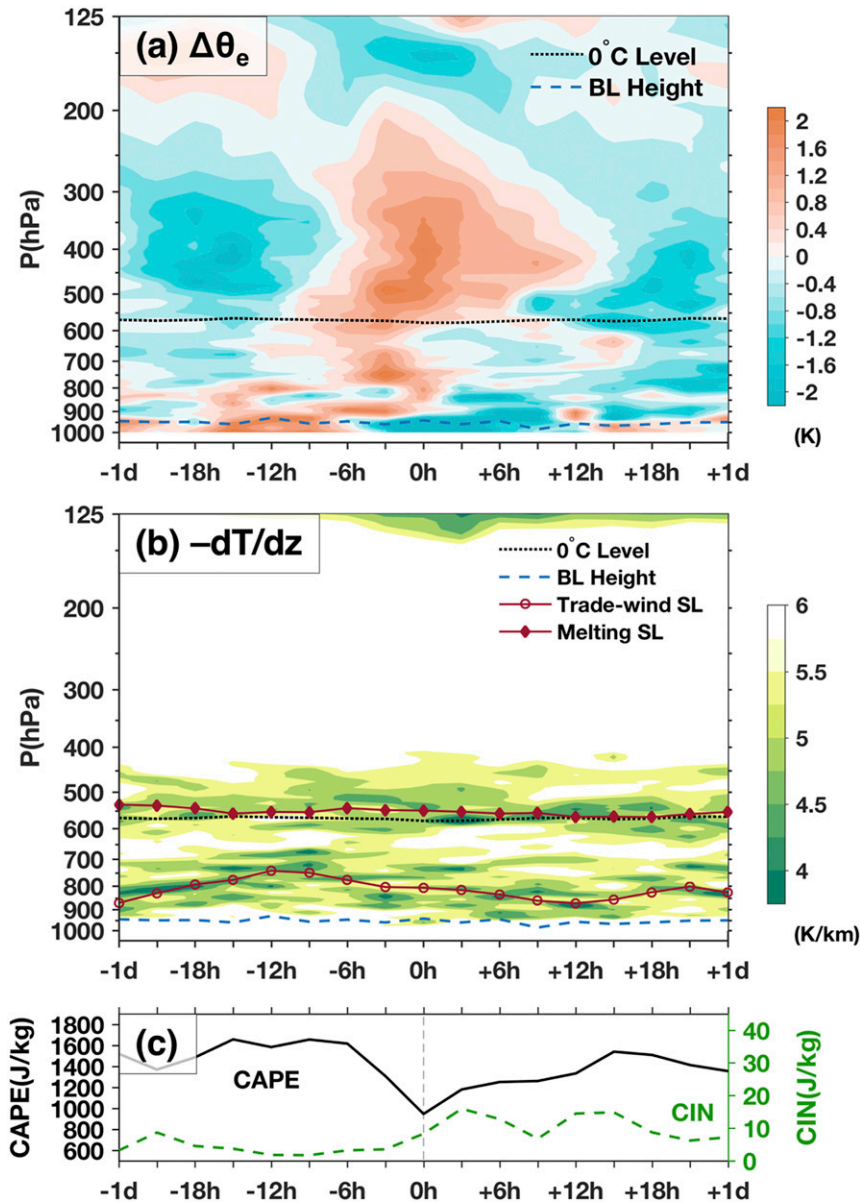 (a) Δθe
0°C Level
BL Height
P(hPa)
125
200
300
400
500
600
700
800
900
1000
-1d -18h -12h -6h 0h +6h +12h +18h +1d
2
1.6
1.2
0.8
0.4
0
-0.4
-0.8
-1.2
-1.6
-2
(K)
(b) –dT/dz
0°C Level
BL Height
Trade-wind SL
Melting SL
P(hPa)
125
200
300
400
500
600
700
800
900
1000
-1d -18h -12h -6h 0h +6h +12h +18h +1d
6
5.5
5
4.5
4
(K/km)
(c)
CAPE(J/kg)
1800
1600
1400
1200
1000
800
600
CAPE
CIN
40
30
20
10
0
CIN(J/kg)
-1d -18h -12h -6h 0h +6h +12h +18h +1d